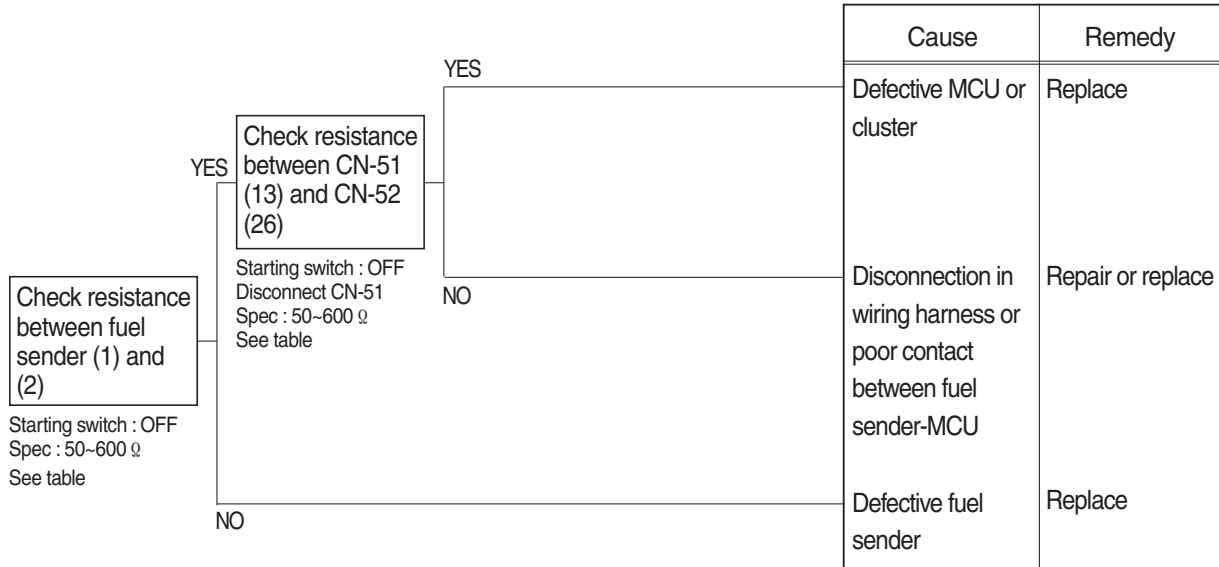 Cause Remedy
YES
Defective MCU or Replace
cluster
Check resistance
between CN-51
(13) and CN-52
(26)
YES
Starting switch : OFF
Disconnect CN-51
Spec : 50~600 Ω
See table
NO
Disconnection in Repair or replace
wiring harness or
poor contact
between fuel
sender-MCU
Check resistance
between fuel
sender (1) and
(2)
Starting switch : OFF
Spec : 50~600 Ω
See table
NO
Defective fuel Replace
sender